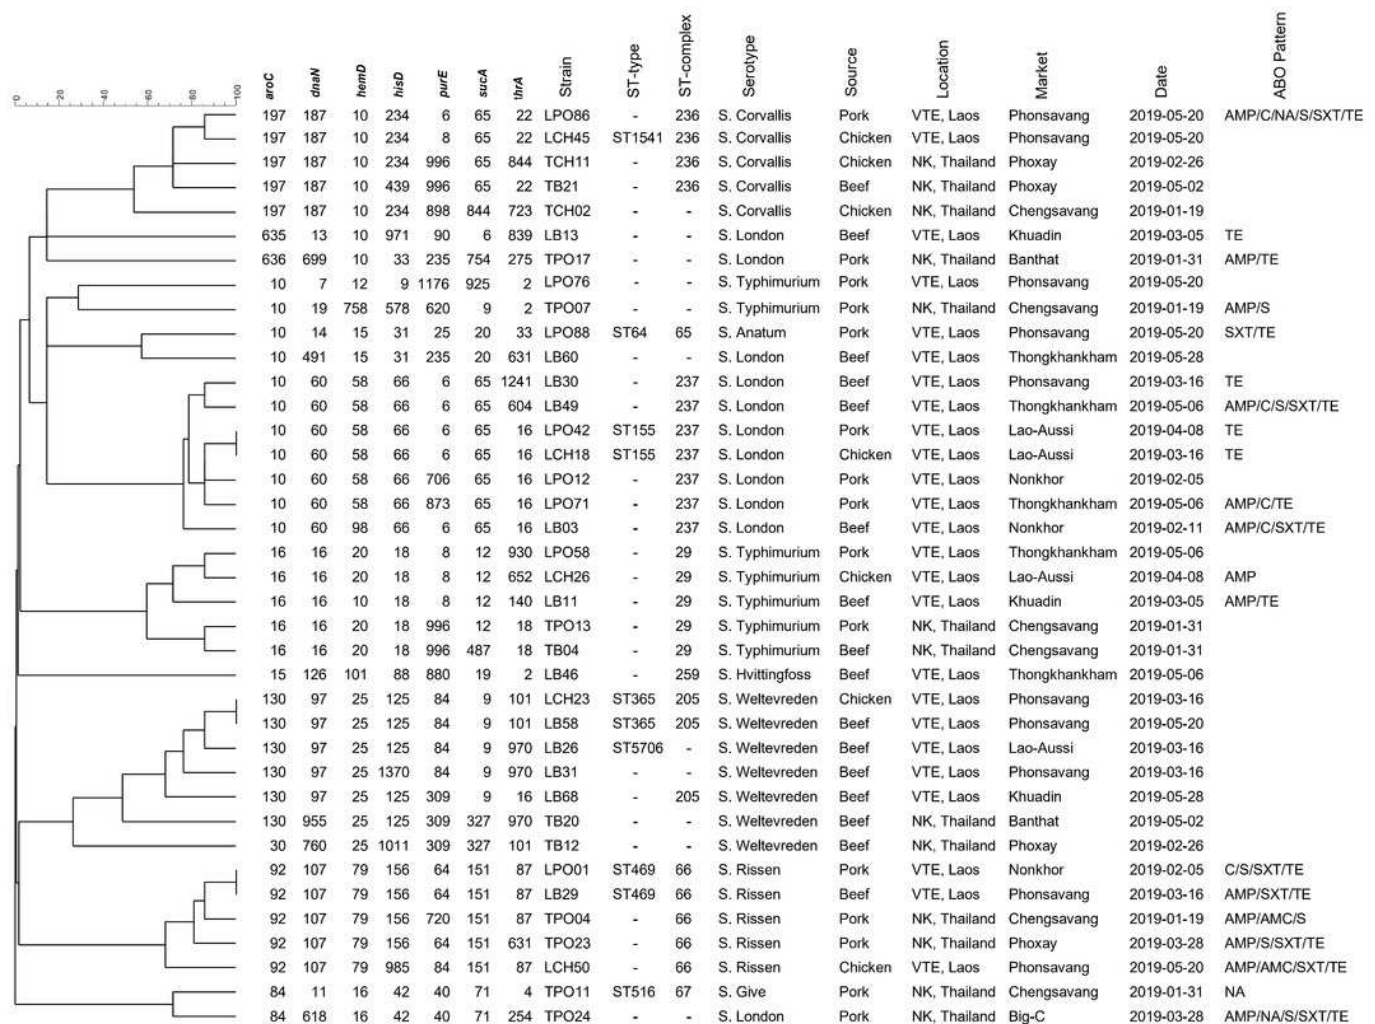 0 20 40 60 80 100 aroC dnaN hemD hisD purE sucA thrA Strain ST-type ST-complex Serotype Source Location Market Date ABO Pattern
197 187 10 234 6 65 22 LPO86 - 236 S. Corvallis Pork VTE, Laos Phonsavang 2019-05-20 AMP/C/NA/S/SXT/TE
197 187 10 234 8 65 22 LCH45 ST1541 236 S. Corvallis Chicken VTE, Laos Phonsavang 2019-05-20
197 187 10 234 996 65 844 TCH11 - 236 S. Corvallis Chicken NK, Thailand Phoxay 2019-02-26
197 187 10 439 996 65 22 TB21 - 236 S. Corvallis Beef NK, Thailand Phoxay 2019-05-02
197 187 10 234 898 844 723 TCH02 - - S. Corvallis Chicken NK, Thailand Chengsavang 2019-01-19
635 13 10 971 90 6 839 LB13 - - S. London Beef VTE, Laos Khuadin 2019-03-05 TE
636 699 10 33 235 754 275 TPO17 - - S. London Pork NK, Thailand Banthat 2019-01-31 AMP/TE
10 7 12 9 1176 925 2 LPO76 - - S. Typhimurium Pork VTE, Laos Phonsavang 2019-05-20
10 19 758 578 620 9 2 TPO07 - - S. Typhimurium Pork NK, Thailand Chengsavang 2019-01-19 AMP/S
10 14 15 31 25 20 33 LPO88 ST64 65 S. Anatum Pork VTE, Laos Phonsavang 2019-05-20 SXT/TE
10 491 15 31 235 20 631 LB60 - - S. London Beef VTE, Laos Thongkhankham 2019-05-28
10 60 58 66 6 65 1241 LB30 - 237 S. London Beef VTE, Laos Phonsavang 2019-03-16 TE
10 60 58 66 6 65 604 LB49 - 237 S. London Beef VTE, Laos Thongkhankham 2019-05-06 AMP/C/S/SXT/TE
10 60 58 66 6 65 16 LPO42 ST155 237 S. London Pork VTE, Laos Lao-Aussi 2019-04-08 TE
10 60 58 66 6 65 16 LCH18 ST155 237 S. London Chicken VTE, Laos Lao-Aussi 2019-03-16 TE
10 60 58 66 706 65 16 LPO12 - 237 S. London Pork VTE, Laos Nonkhor 2019-02-05
10 60 58 66 873 65 16 LPO71 - 237 S. London Pork VTE, Laos Thongkhankham 2019-05-06 AMP/C/TE
10 60 98 66 6 65 16 LB03 - 237 S. London Beef VTE, Laos Nonkhor 2019-02-11 AMP/C/SXT/TE
16 16 20 18 8 12 930 LPO58 - 29 S. Typhimurium Pork VTE, Laos Thongkhankham 2019-05-06
16 16 20 18 8 12 652 LCH26 - 29 S. Typhimurium Chicken VTE, Laos Lao-Aussi 2019-04-08 AMP
16 16 10 18 8 12 140 LB11 - 29 S. Typhimurium Beef VTE, Laos Khuadin 2019-03-05 AMP/TE
16 16 20 18 996 12 18 TPO13 - 29 S. Typhimurium Pork NK, Thailand Chengsavang 2019-01-31
16 16 20 18 996 487 18 TB04 - 29 S. Typhimurium Beef NK, Thailand Chengsavang 2019-01-31
15 126 101 88 880 19 2 LB46 - 259 S. Hvittingfoss Beef VTE, Laos Thongkhankham 2019-05-06
130 97 25 125 84 9 101 LCH23 ST365 205 S. Weltevreden Chicken VTE, Laos Phonsavang 2019-03-16
130 97 25 125 84 9 101 LB58 ST365 205 S. Weltevreden Beef VTE, Laos Phonsavang 2019-05-20
130 97 25 125 84 9 970 LB26 ST5706 - S. Weltevreden Beef VTE, Laos Lao-Aussi 2019-03-16
130 97 25 1370 84 9 970 LB31 - - S. Weltevreden Beef VTE, Laos Phonsavang 2019-03-16
130 97 25 125 309 9 16 LB68 - 205 S. Weltevreden Beef VTE, Laos Khuadin 2019-05-28
130 955 25 125 309 327 970 TB20 - - S. Weltevreden Beef NK, Thailand Banthat 2019-05-02
30 760 25 1011 309 327 101 TB12 - - S. Weltevreden Beef NK, Thailand Phoxay 2019-02-26
92 107 79 156 64 151 87 LPO01 ST469 66 S. Rissen Pork VTE, Laos Nonkhor 2019-02-05 C/S/SXT/TE
92 107 79 156 64 151 87 LB29 ST469 66 S. Rissen Beef VTE, Laos Phonsavang 2019-03-16 AMP/SXT/TE
92 107 79 156 720 151 87 TPO04 - 66 S. Rissen Pork NK, Thailand Chengsavang 2019-01-19 AMP/AMC/S
92 107 79 156 64 151 631 TPO23 - 66 S. Rissen Pork NK, Thailand Phoxay 2019-03-28 AMP/S/SXT/TE
92 107 79 985 84 151 87 LCH50 - 66 S. Rissen Chicken VTE, Laos Phonsavang 2019-05-20 AMP/AMC/SXT/TE
84 11 16 42 40 71 4 TPO11 ST516 67 S. Give Pork NK, Thailand Chengsavang 2019-01-31 NA
84 618 16 42 40 71 254 TPO24 - - S. London Pork NK, Thailand Big-C 2019-03-28 AMP/NA/S/SXT/TE